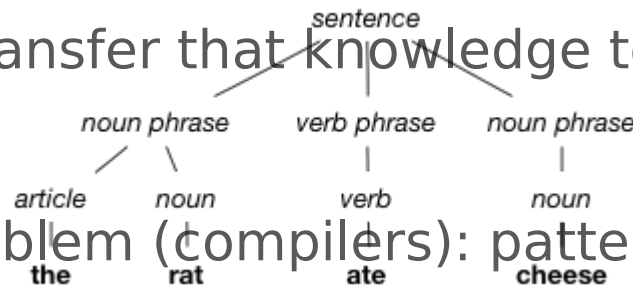 sentence
ansfer that knowledge t
noun phrase verb phrase noun phrase
article noun verb noun
blem (compilers): patte
the rat ate cheese